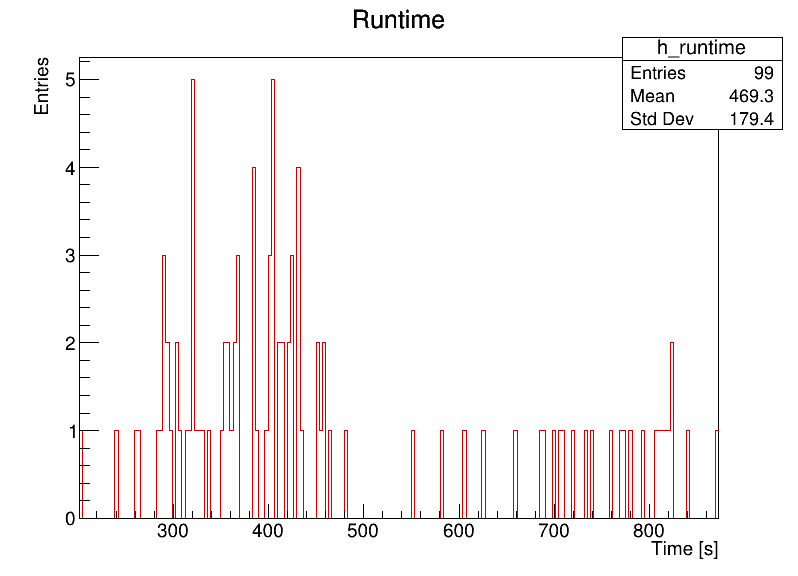 Runtime
h_runtime
Entries 99
Mean 469.3
Std Dev 179.4
Entries
5
4
3
2
1
0
300 400 500 600 700 800
Time [s]